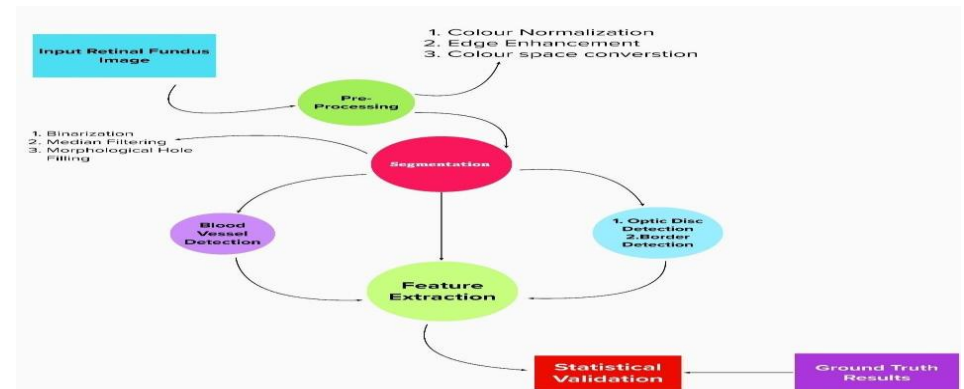 Input Retinal Fundus
Image
1. Colour Normalization
2. Edge Enhancement
3. Colour space converstion
Pre-
Processing
1. Binarization
2. Median Filtering
3. Morphological Hole
Filling
Segmentation
Blood
Vessel
Detection
1. Optic Disc
Detection
2.Border
Detection
Feature
Extraction
Statistical
Validation
Ground Truth
Results